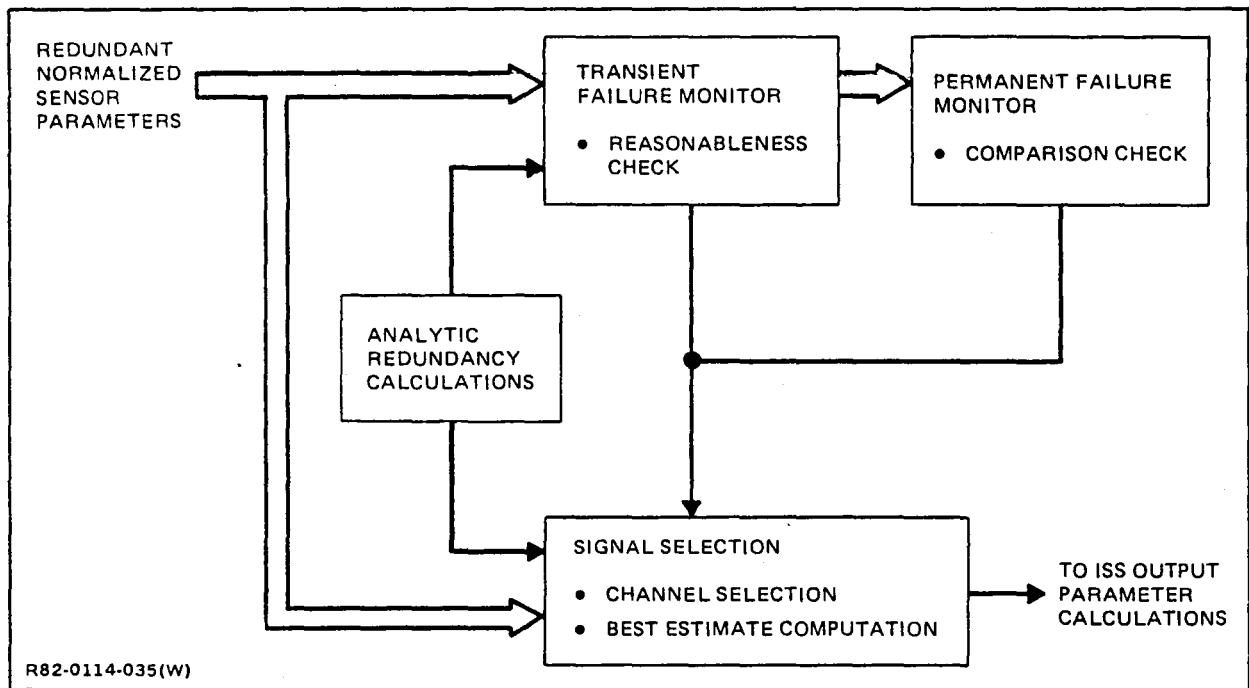 REDUNDANT
NORMALIZED
SENSOR
PARAMETERS
TRANSIENT
FAILURE MONITOR
• REASONABLENESS
CHECK
PERMANENT FAILURE
MONITOR
• COMPARISON CHECK
ANALYTIC
REDUNDANCY
CALCULATIONS
SIGNAL SELECTION
• CHANNEL SELECTION
• BEST ESTIMATE COMPUTATION
TO ISS OUTPUT
PARAMETER
CALCULATIONS
R82-0114-035(W)